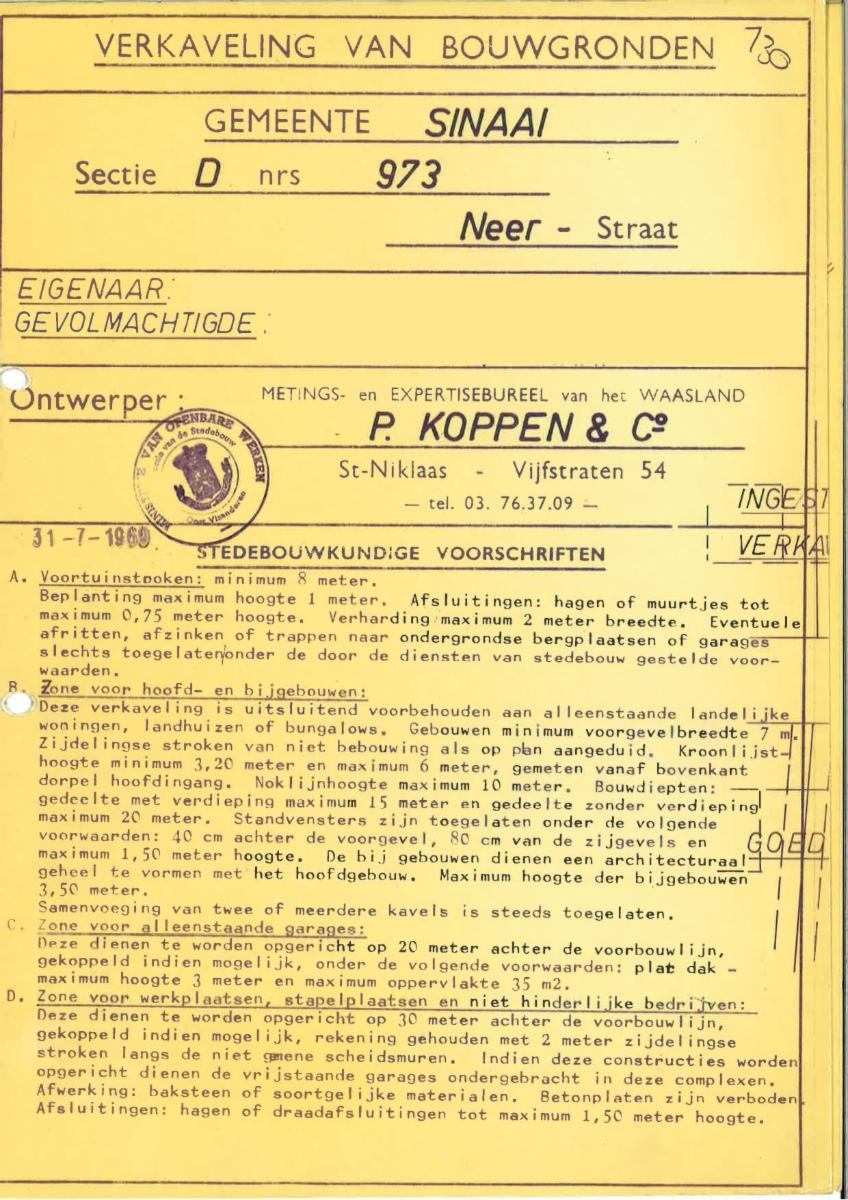 VERKAVELING VAN BOUWGRONDEN
730
GEMEENTE SINAAI
Sectie D nrs 973
Neer - Straat
EIGENAAR:
GEVOLMACHTIGDE:
Ontwerper:
METINGS- en EXPERTISEBUREEL van het WAASLAND
P. KOPPEN & Cº
St-Niklaas - Vijfstraten 54
— tel. 03. 76.37.09 —
VAN OPENBARE WERKEN
van de Stedebouw
Oost Vlaanderen
INGEST
31-7-1969
VERKA
STEDEBOUWKUNDIGE VOORSCHRIFTEN
A. Voortuinstroken: minimum 8 meter.
Beplanting maximum hoogte 1 meter. Afsluitingen: hagen of muurtjes tot
maximum 0,75 meter hoogte. Verharding maximum 2 meter breedte. Eventuele
afritten, afzinken of trappen naar ondergrondse bergplaatsen of garages
slechts toegelaten/onder de door de diensten van stedebouw gestelde voor-
waarden.
B. Zone voor hoofd- en bijgebouwen:
Deze verkaveling is uitsluitend voorbehouden aan alleenstaande landelijke
woningen, landhuizen of bungalows. Gebouwen minimum voorgevelbreedte 7 m.
Zijdelingse stroken van niet bebouwing als op plan aangeduid. Kroonlijst-
hoogte minimum 3,20 meter en maximum 6 meter, gemeten vanaf bovenkant
dorpel hoofdingang. Noklijnhoogte maximum 10 meter. Bouwdiepten:
gedeelte met verdieping maximum 15 meter en gedeelte zonder verdieping
maximum 20 meter. Standvensters zijn toegelaten onder de volgende
voorwaarden: 40 cm achter de voorgevel, 80 cm van de zijgevels en
GOED
maximum 1,50 meter hoogte. De bij gebouwen dienen een architecturaal
geheel te vormen met het hoofdgebouw. Maximum hoogte der bijgebouwen
3,50 meter.
Samenvoeging van twee of meerdere kavels is steeds toegelaten.
C. Zone voor alleenstaande garages:
Deze dienen te worden opgericht op 20 meter achter de voorbouwlijn,
gekoppeld indien mogelijk, onder de volgende voorwaarden: plat dak -
maximum hoogte 3 meter en maximum oppervlakte 35 m2.
D. Zone voor werkplaatsen, stapelplaatsen en niet hinderlijke bedrijven:
Deze dienen te worden opgericht op 30 meter achter de voorbouwlijn,
gekoppeld indien mogelijk, rekening gehouden met 2 meter zijdelingse
stroken langs de niet gmene scheidsmuren. Indien deze constructies worden
opgericht dienen de vrijstaande garages ondergebracht in deze complexen.
Afwerking: baksteen of soortgelijke materialen. Betonplaten zijn verboden.
Afsluitingen: hagen of draadafsluitingen tot maximum 1,50 meter hoogte.